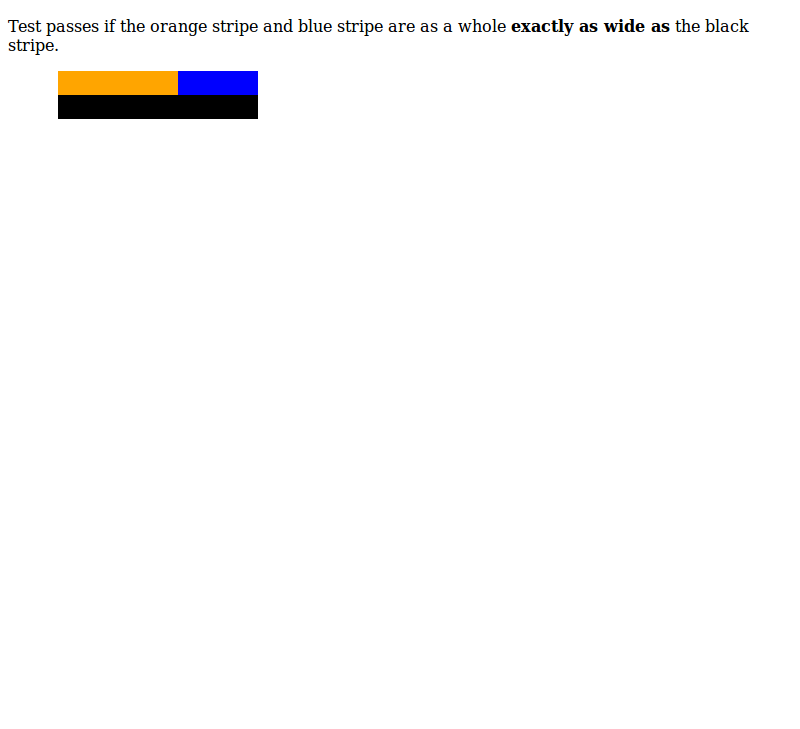 Test passes if the orange stripe and blue stripe are as a whole exactly as wide as the black
stripe.